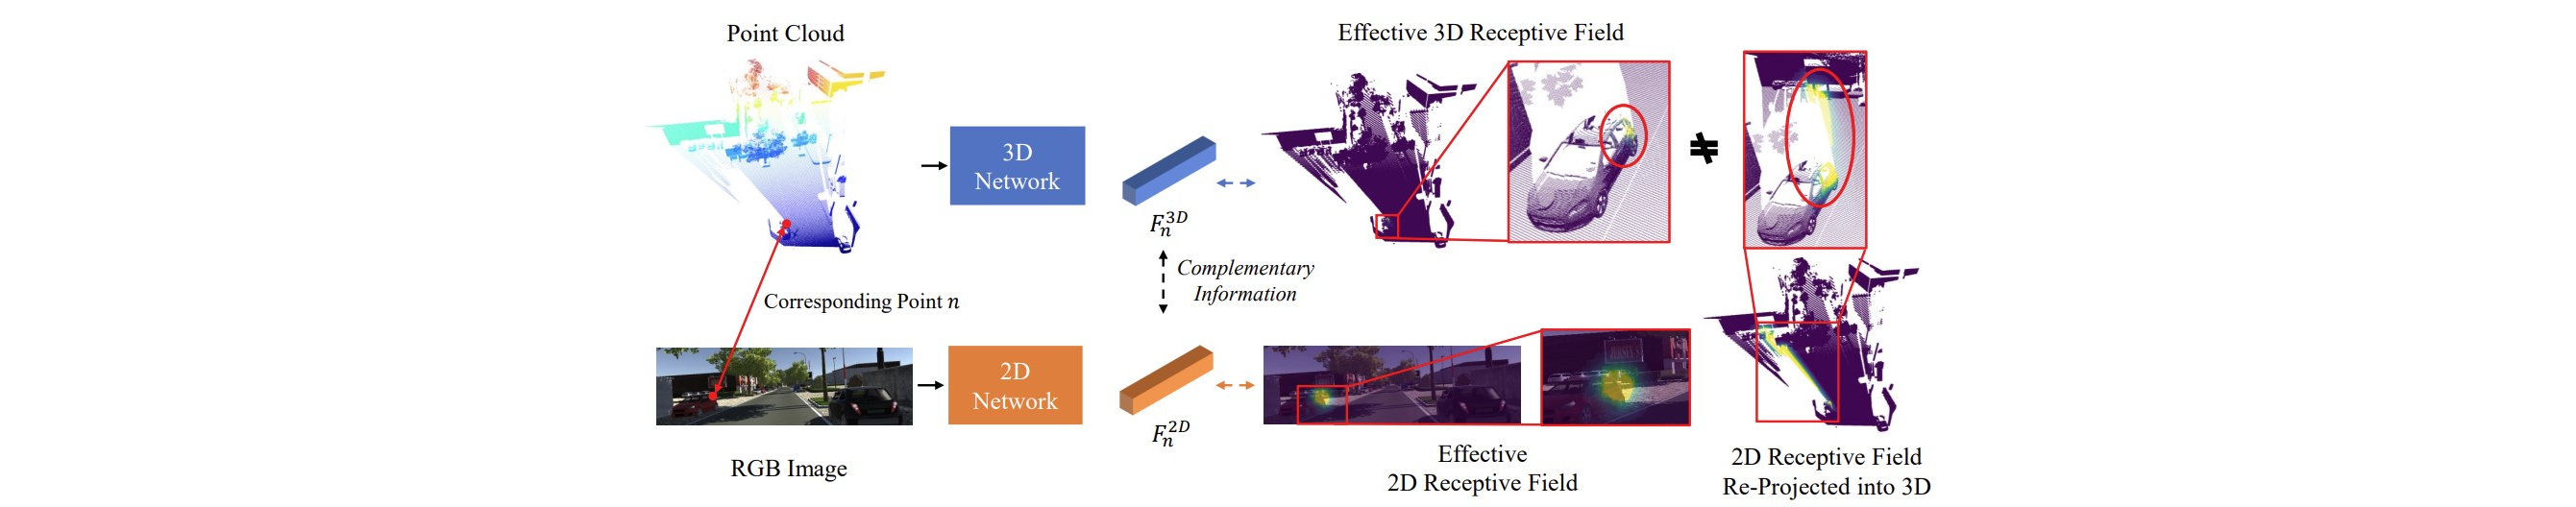 Point Cloud
Effective 3D Receptive Field
3D
Network
≠
F_n^{3D}
Complementary
Information
Corresponding Point n
2D
Network
F_n^{2D}
RGB Image
Effective
2D Receptive Field
2D Receptive Field
Re-Projected into 3D